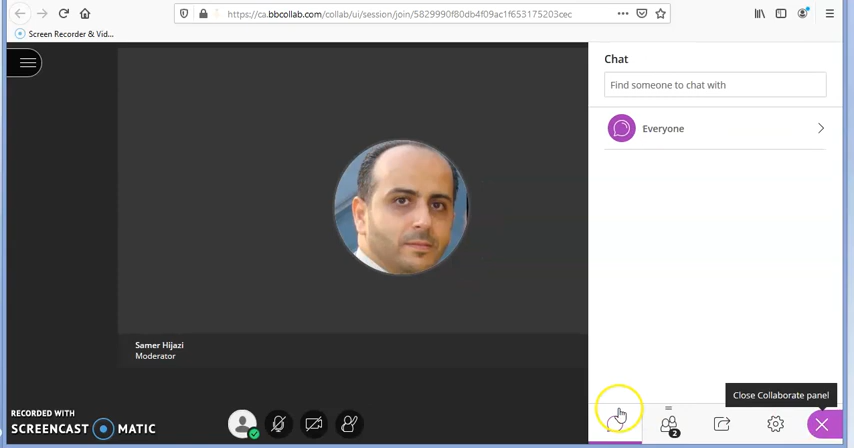 https://ca.bbcollab.com/collab/ui/session/join/5829990f80db4f09ac1f653175203cec
Screen Recorder & Vid...
Chat
Find someone to chat with
Everyone
Samer Hijazi
Moderator
Close Collaborate panel
RECORDED WITH
SCREENCAST MATIC
2